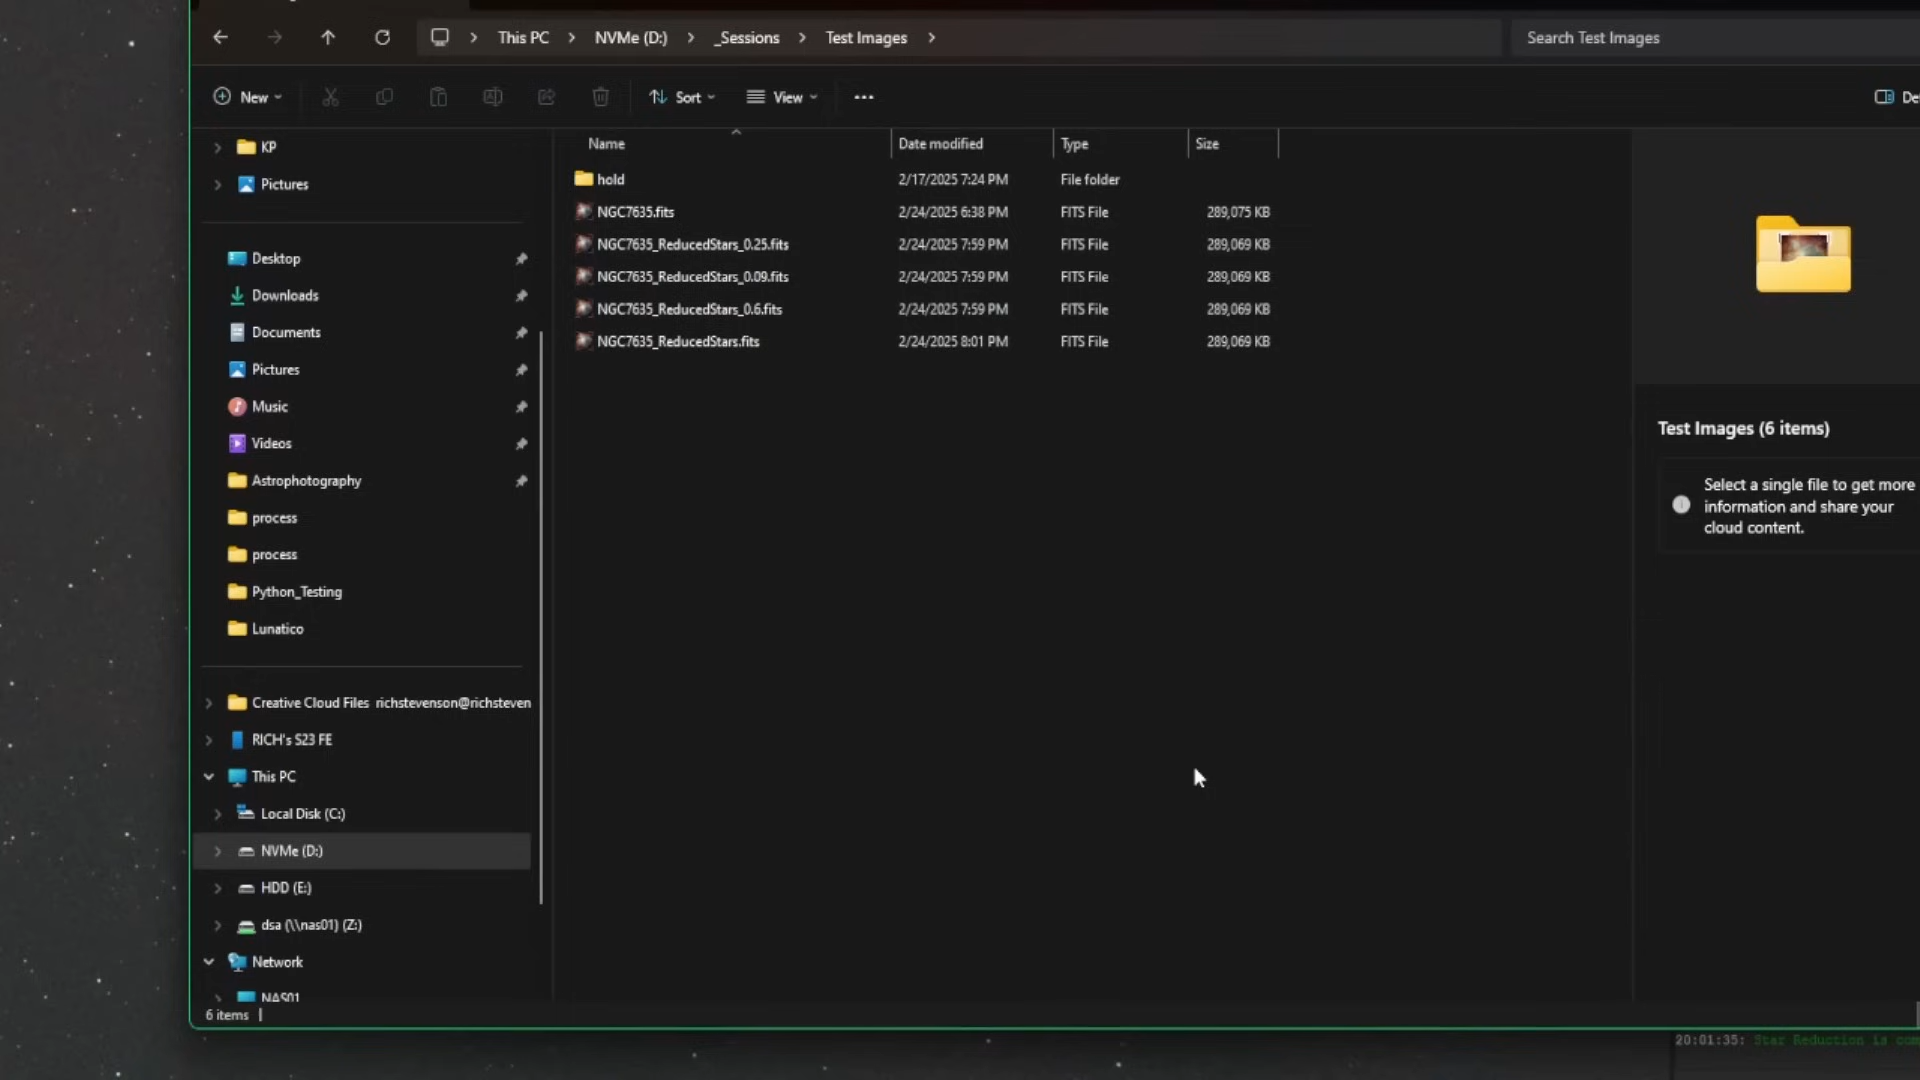 This PC > NVMe (D:) > _Sessions > Test Images >
Search Test Images
New
Sort
View
Name
Date modified
Type
Size
hold 2/17/2025 7:24 PM File folder
NGC7635.fits 2/24/2025 6:38 PM FITS File 289,075 KB
NGC7635_ReducedStars_0.25.fits 2/24/2025 7:59 PM FITS File 289,069 KB
NGC7635_ReducedStars_0.09.fits 2/24/2025 7:59 PM FITS File 289,069 KB
NGC7635_ReducedStars_0.6.fits 2/24/2025 7:59 PM FITS File 289,069 KB
NGC7635_ReducedStars.fits 2/24/2025 8:01 PM FITS File 289,069 KB
KP
Pictures
Desktop
Downloads
Documents
Pictures
Music
Videos
Astrophotography
process
process
Python_Testing
Lunatico
Creative Cloud Files richstevenson@richsteven
RICH's S23 FE
This PC
Local Disk (C:)
NVMe (D:)
HDD (E:)
dsa (\\nas01) (Z:)
Network
NAS01
6 items
Test Images (6 items)
Select a single file to get more
information and share your
cloud content.
20:01:35: Star Reduction is com